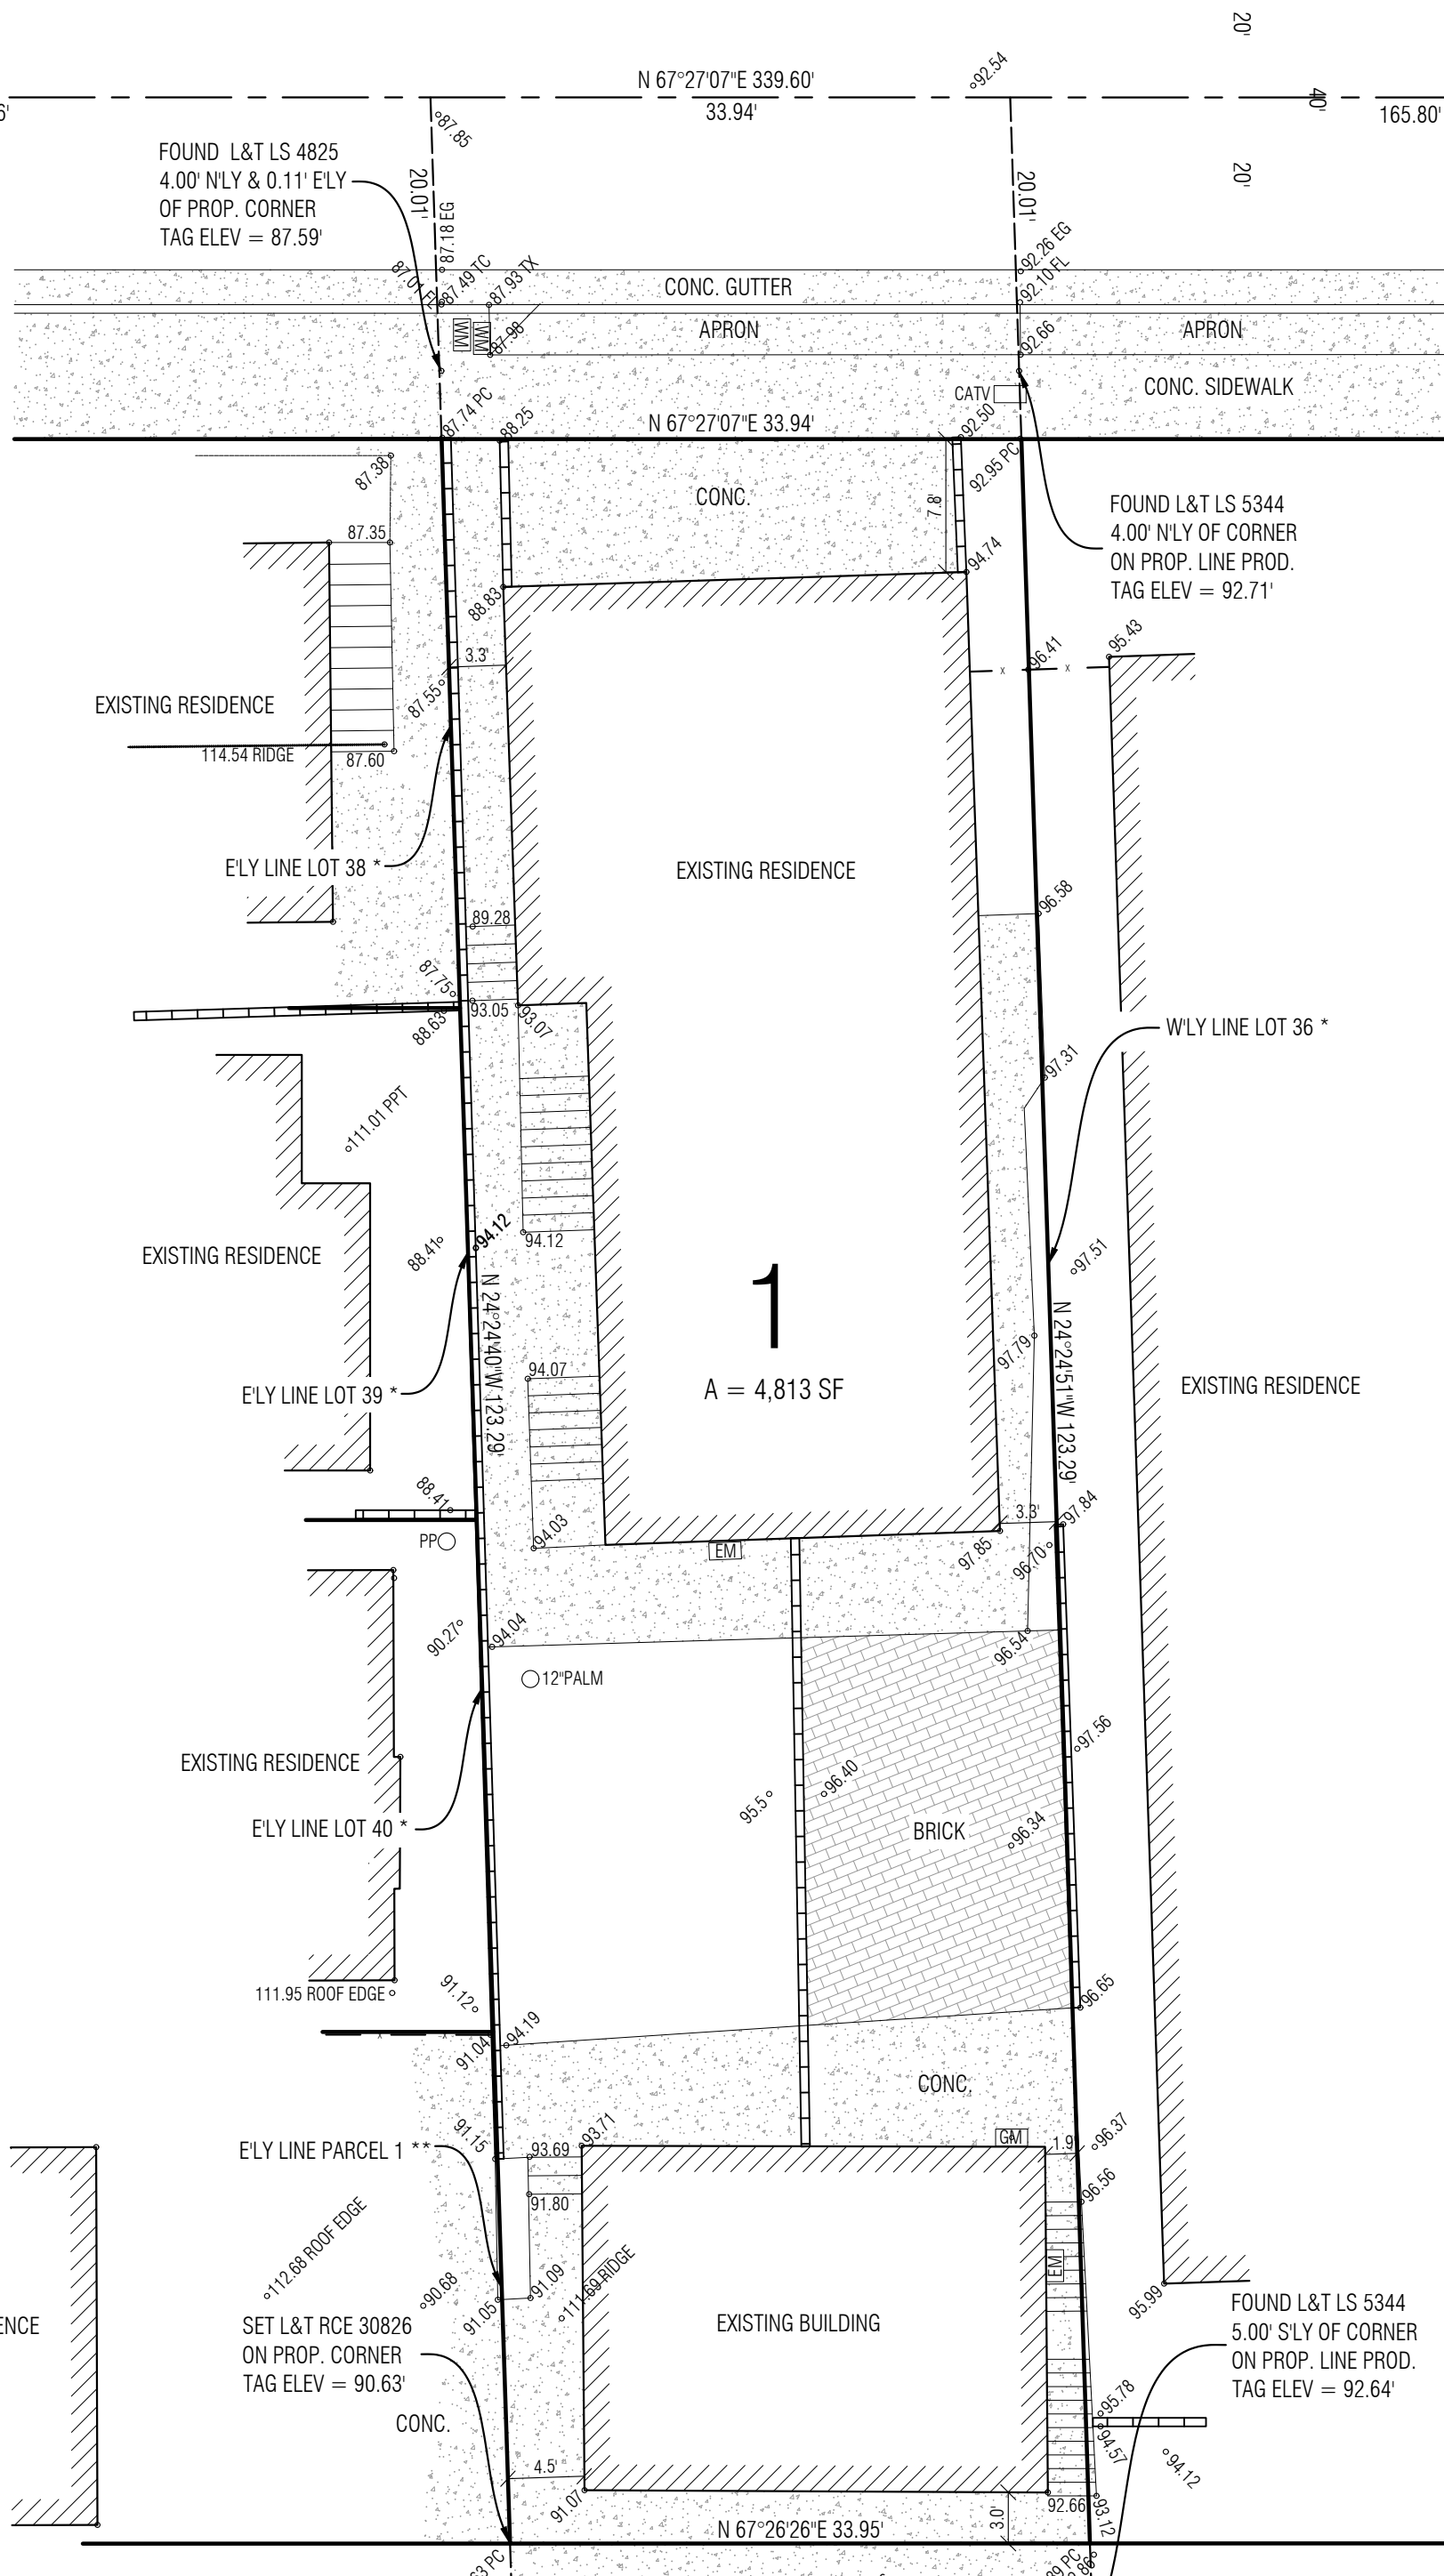 20'
N 67°27'07"E 339.60'
92.54
40'
33.94'
165.80'
87.85
FOUND L&T LS 4825
4.00' N'LY & 0.11' E'LY
OF PROP. CORNER
TAG ELEV = 87.59'
20.01'
20.01'
20'
87.18 EG
92.26 EG
87.01 FL
87.49 TC
87.93 TX
92.10 FL
CONC. GUTTER
WM
WM
87.98
APRON
92.66
APRON
CATV
CONC. SIDEWALK
87.74 PC
88.25
N 67°27'07"E 33.94'
92.50
92.95 PC
87.38
CONC.
7.8'
FOUND L&T LS 5344
4.00' N'LY OF CORNER
ON PROP. LINE PROD.
TAG ELEV = 92.71'
87.35
94.74
88.83
3.3'
96.41
x
x
95.43
87.55
EXISTING RESIDENCE
114.54 RIDGE
87.60
E'LY LINE LOT 38 *
EXISTING RESIDENCE
96.58
89.28
87.75
93.05
93.07
88.63
W'LY LINE LOT 36 *
97.31
111.01 PPT
88.41
94.12
94.12
EXISTING RESIDENCE
97.51
N 24°24'40"W 123.29'
N 24°24'51"W 123.29'
1
97.79
94.07
A = 4,813 SF
E'LY LINE LOT 39 *
EXISTING RESIDENCE
88.41
PP
94.03
EM
97.85
3.3'
97.84
96.70
90.27
94.04
96.54
12"PALM
97.56
EXISTING RESIDENCE
95.5
96.40
96.34
BRICK
E'LY LINE LOT 40 *
111.95 ROOF EDGE
91.12
96.65
x
x
91.04
94.19
CONC.
91.15
93.69
93.71
GM
1.9'
96.37
E'LY LINE PARCEL 1 **
91.80
96.56
112.68 ROOF EDGE
EM
90.68
91.05
91.09
111.69 RIDGE
95.99
SET L&T RCE 30826
ON PROP. CORNER
TAG ELEV = 90.63'
EXISTING BUILDING
FOUND L&T LS 5344
5.00' S'LY OF CORNER
ON PROP. LINE PROD.
TAG ELEV = 92.64'
CONC.
95.78
94.57
94.12
4.5'
91.07
3.0'
92.66
93.12
N 67°26'26"E 33.95'